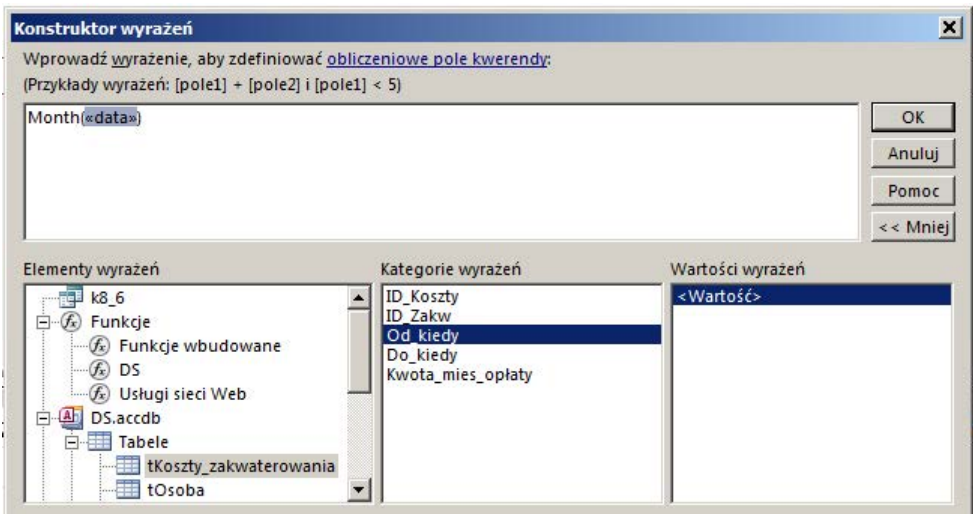 Konstruktor wyrażeń
Wprowadź wyrażenie, aby zdefiniować obliczeniowe pole kwerendy:
(Przykłady wyrażeń: [pole1] + [pole2] i [pole1] < 5)
Month(«data»)
OK
Anuluj
Pomoc
<< Mniej
Elementy wyrażeń
k8_6
Funkcje
Funkcje wbudowane
DS
Usługi sieci Web
DS.accdb
Tabele
tKoszty_zakwaterowania
tOsoba
Kategorie wyrażeń
ID_Koszty
ID_Zakw
Od_kiedy
Do_kiedy
Kwota_mies_opłaty
Wartości wyrażeń
<Wartość>